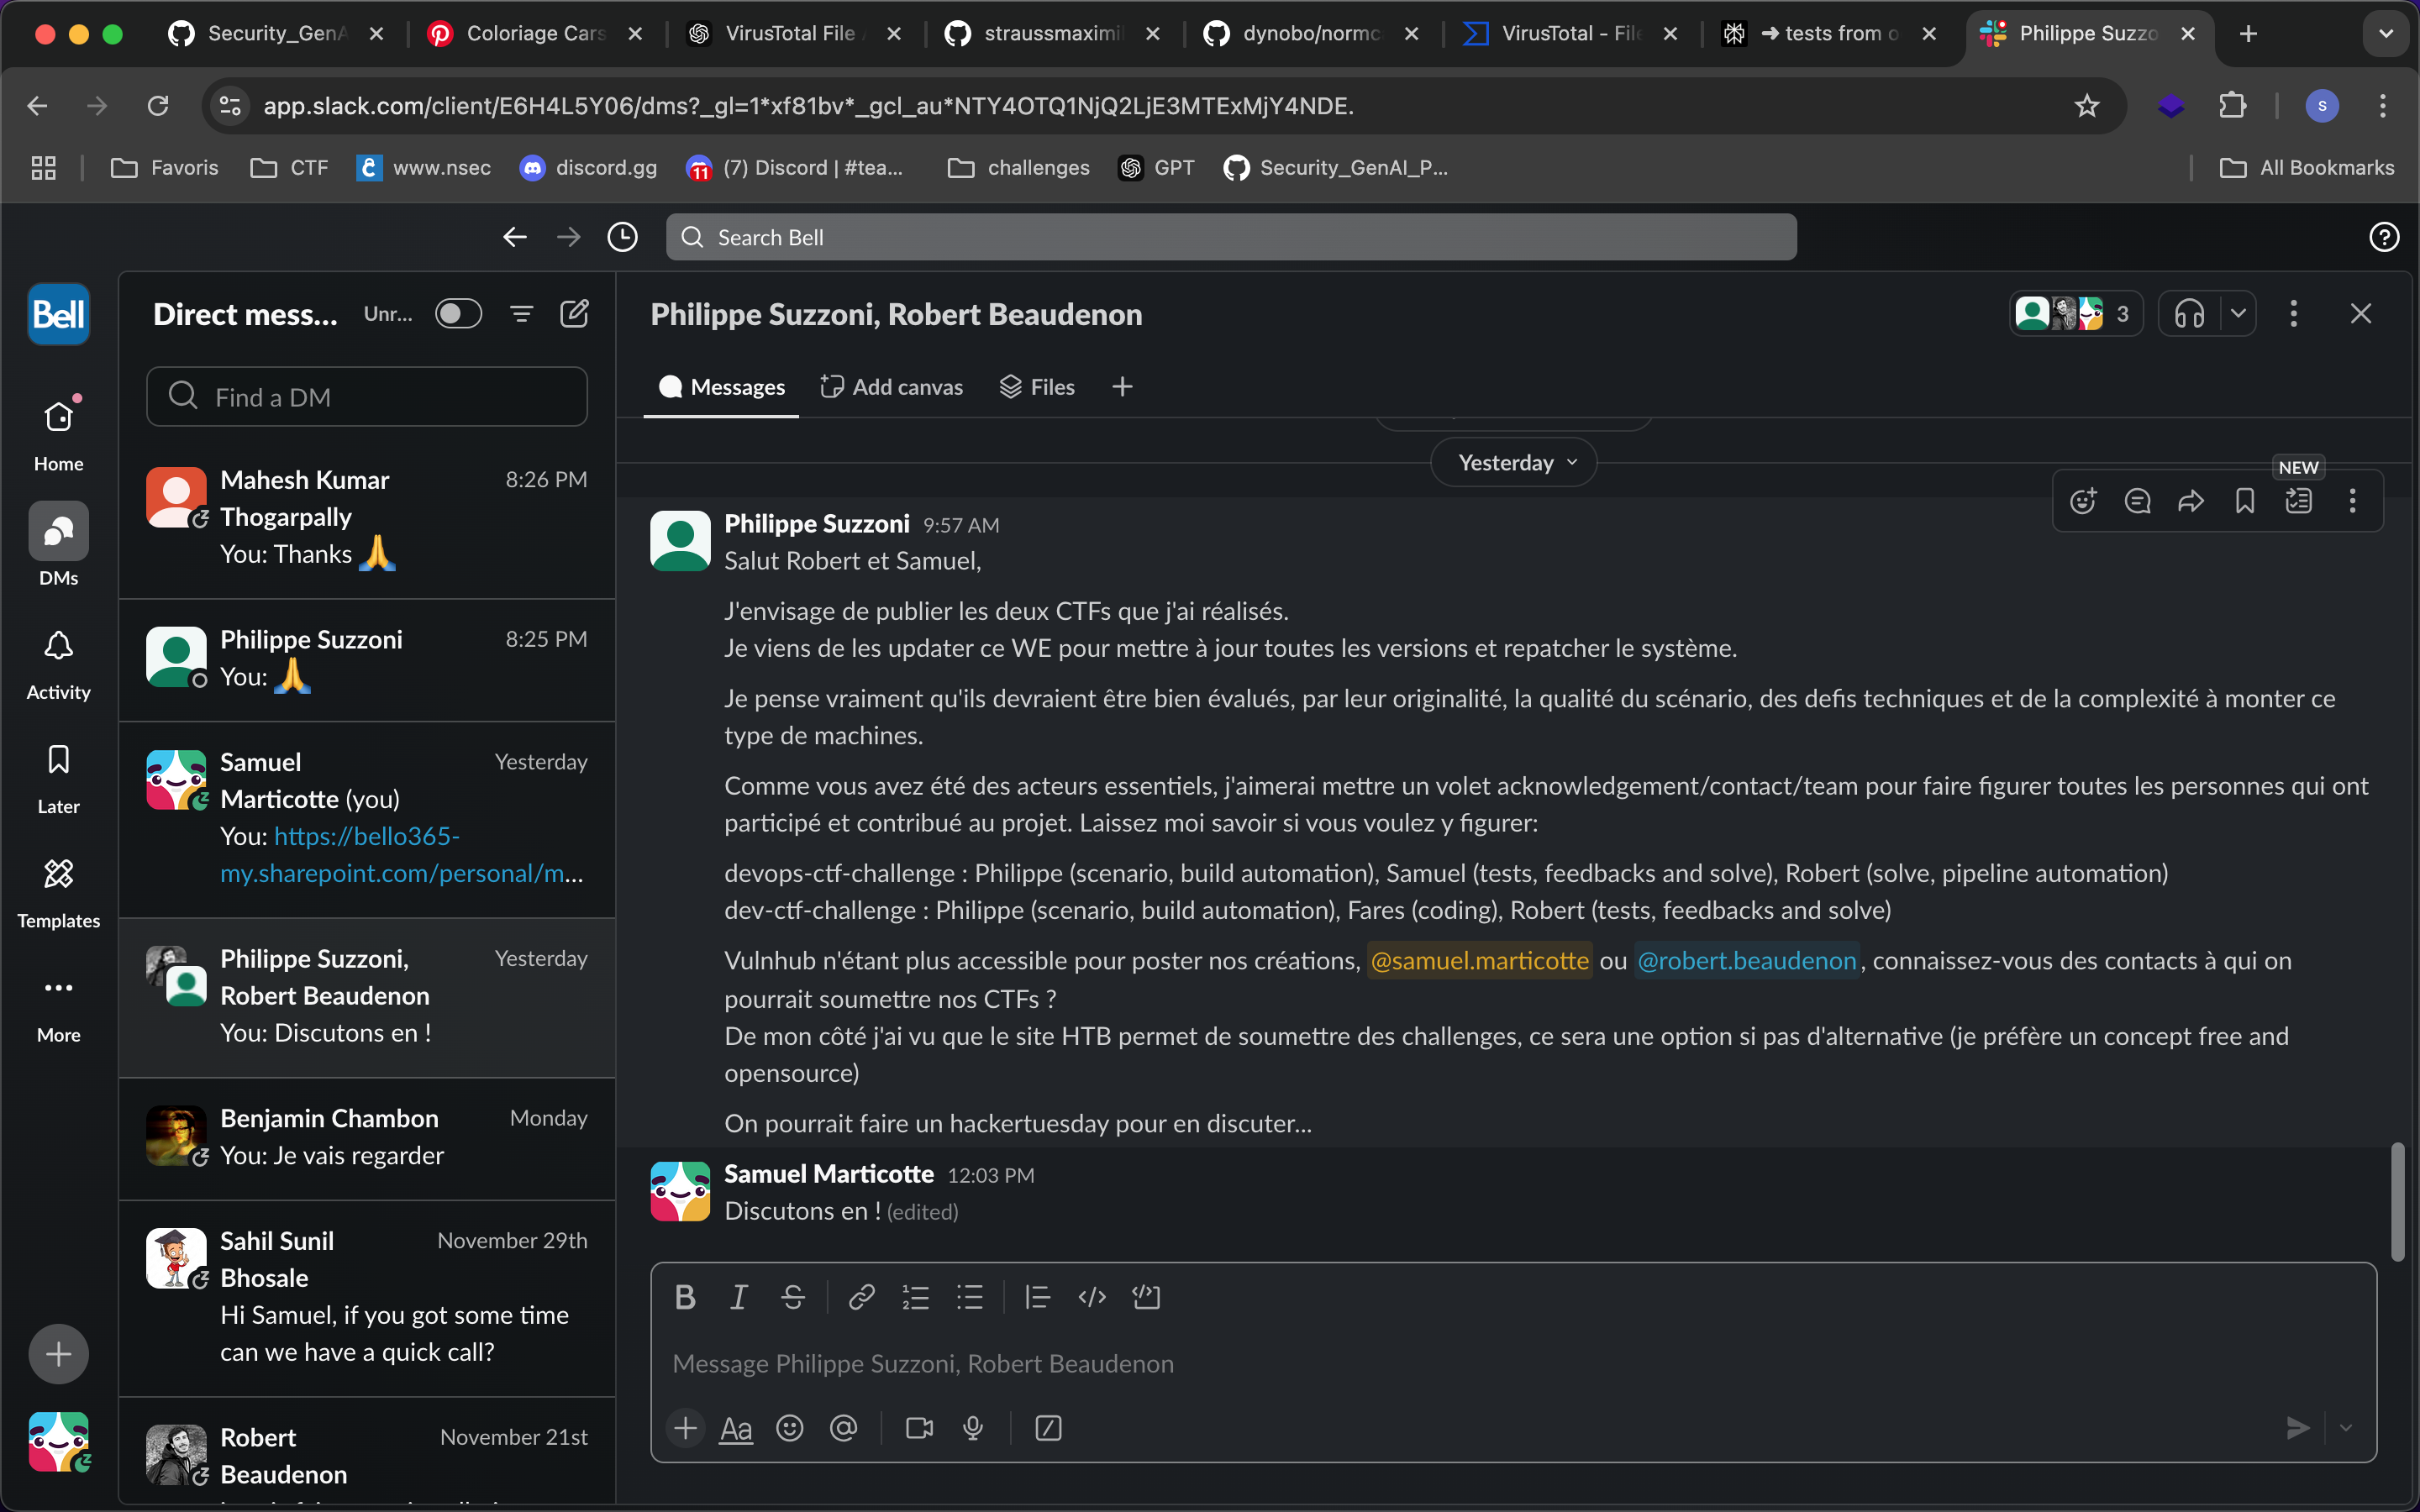 Security_GenA
Coloriage Cars
VirusTotal File
straussmaximil
dynobo/normc
VirusTotal - File
➜ tests from o
Philippe Suzzo
app.slack.com/client/E6H4L5Y06/dms?_gl=1*xf81bv*_gcl_au*NTY4OTQ1NjQ2LjE3MTExMjY4NDE.
S
Favoris
CTF
www.nsec
discord.gg
11
(7) Discord | #tea...
challenges
GPT
Security_GenAI_P...
All Bookmarks
Search Bell
Bell
Home
DMs
Activity
Later
Templates
More
Direct mess...
Unr...
Find a DM
Mahesh Kumar
Thogarpally
8:26 PM
You: Thanks 🙏
Philippe Suzzoni
8:25 PM
You: 🙏
Samuel
Marticotte (you)
Yesterday
You: https://bello365-
my.sharepoint.com/personal/m...
Philippe Suzzoni,
Robert Beaudenon
Yesterday
You: Discutons en !
Benjamin Chambon
Monday
You: Je vais regarder
Sahil Sunil
Bhosale
November 29th
Hi Samuel, if you got some time
can we have a quick call?
Robert
Beaudenon
November 21st
Philippe Suzzoni, Robert Beaudenon
3
Messages
Add canvas
Files
Yesterday
NEW
Philippe Suzzoni 9:57 AM
Salut Robert et Samuel,
J'envisage de publier les deux CTFs que j'ai réalisés.
Je viens de les updater ce WE pour mettre à jour toutes les versions et repatcher le système.
Je pense vraiment qu'ils devraient être bien évalués, par leur originalité, la qualité du scénario, des defis techniques et de la complexité à monter ce
type de machines.
Comme vous avez été des acteurs essentiels, j'aimerai mettre un volet acknowledgement/contact/team pour faire figurer toutes les personnes qui ont
participé et contribué au projet. Laissez moi savoir si vous voulez y figurer:
devops-ctf-challenge : Philippe (scenario, build automation), Samuel (tests, feedbacks and solve), Robert (solve, pipeline automation)
dev-ctf-challenge : Philippe (scenario, build automation), Fares (coding), Robert (tests, feedbacks and solve)
Vulnhub n'étant plus accessible pour poster nos créations, @samuel.marticotte ou @robert.beaudenon, connaissez-vous des contacts à qui on
pourrait soumettre nos CTFs ?
De mon côté j'ai vu que le site HTB permet de soumettre des challenges, ce sera une option si pas d'alternative (je préfère un concept free and
opensource)
On pourrait faire un hackertuesday pour en discuter...
Samuel Marticotte 12:03 PM
Discutons en ! (edited)
Message Philippe Suzzoni, Robert Beaudenon
Aa